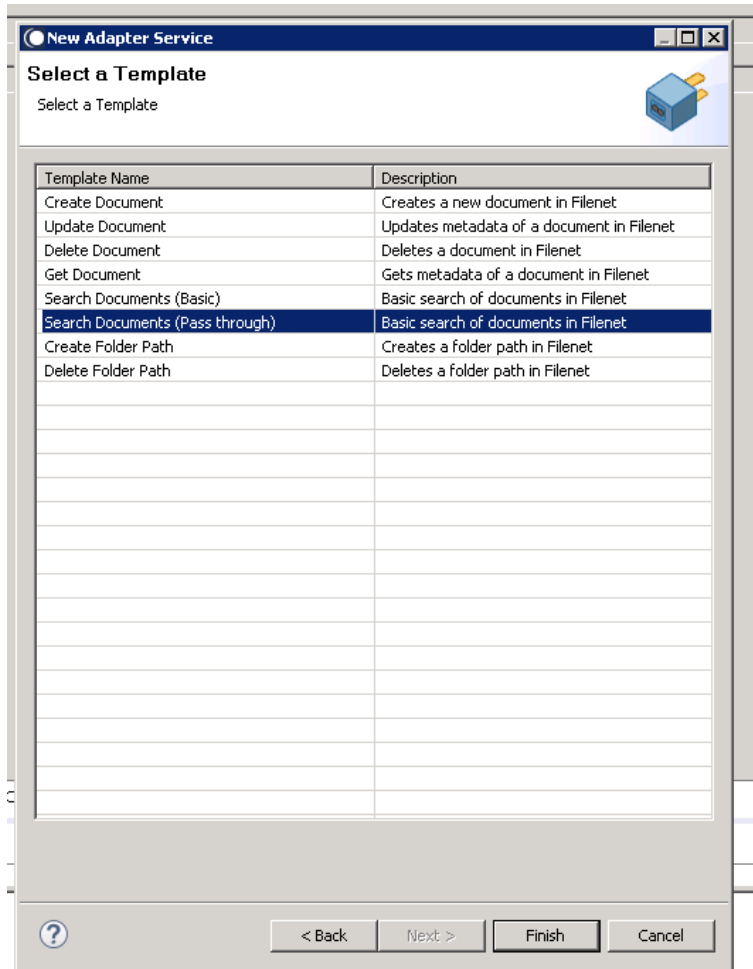 New Adapter Service
Select a Template
Select a Template
Template Name Description
Create Document Creates a new document in Filenet
Update Document Updates metadata of a document in Filenet
Delete Document Deletes a document in Filenet
Get Document Gets metadata of a document in Filenet
Search Documents (Basic) Basic search of documents in Filenet
Search Documents (Pass through) Basic search of documents in Filenet
Create Folder Path Creates a folder path in Filenet
Delete Folder Path Deletes a folder path in Filenet
? < Back Next > Finish Cancel